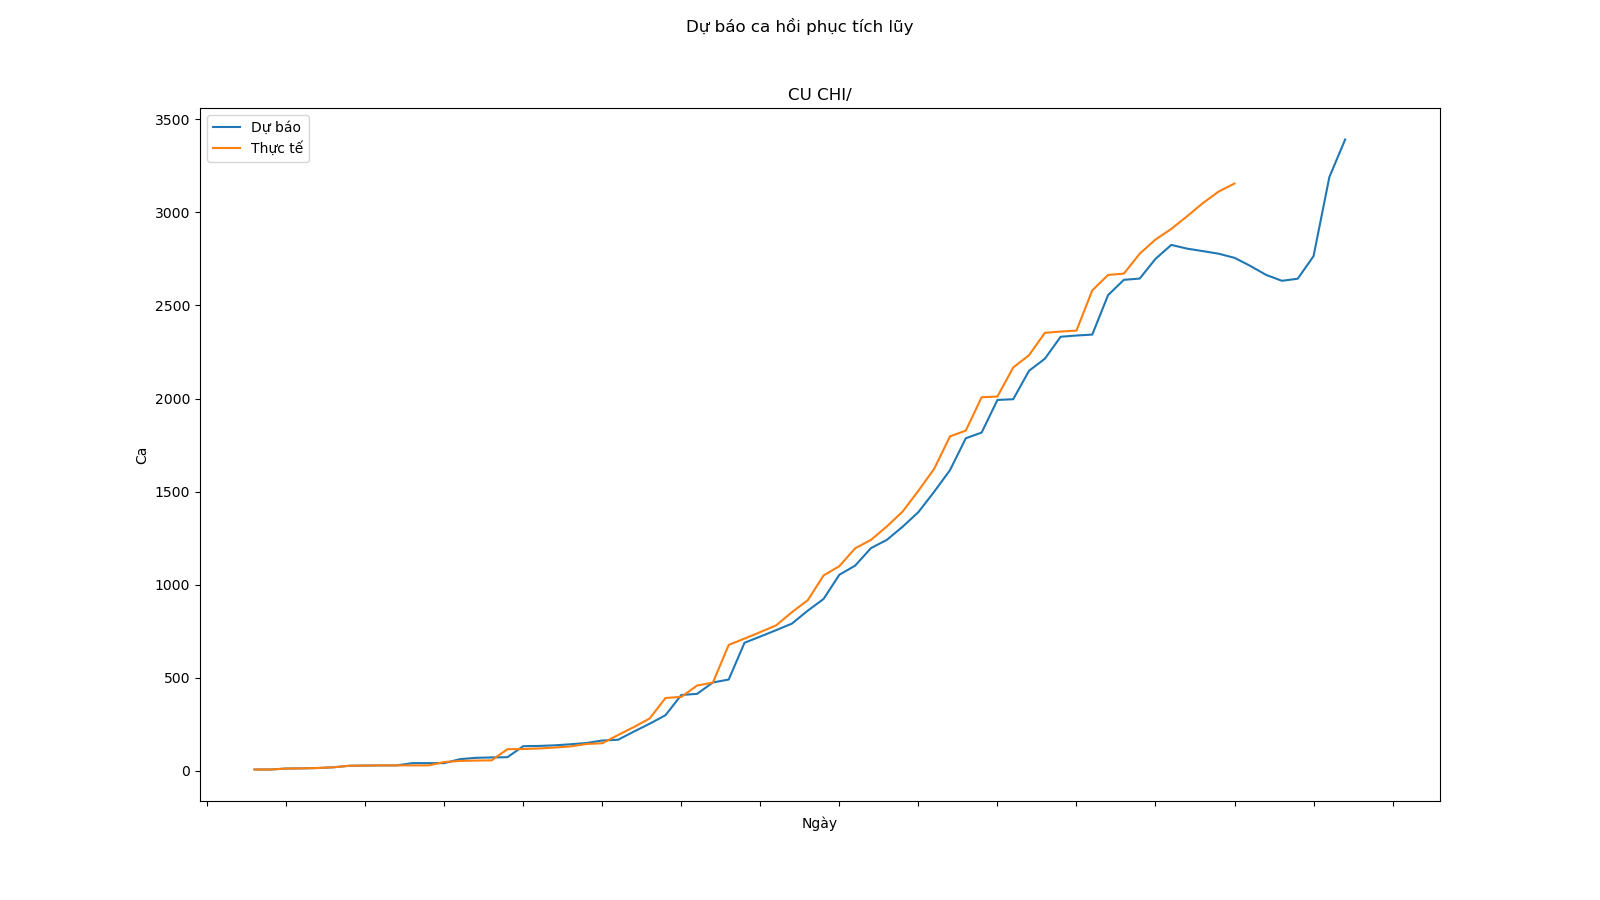 Dự báo ca hồi phục tích lũy
CU CHI/
Dự báo
Thực tế
3500
3000
2500
2000
1500
1000
500
0
Ca
Ngày